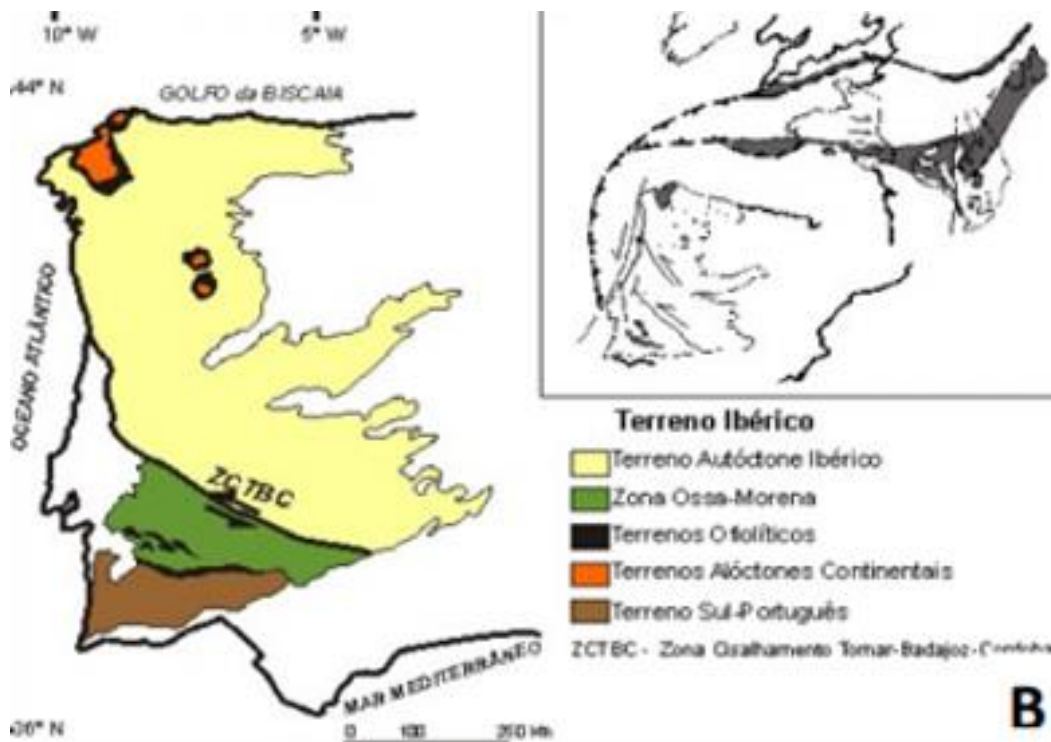 10° W
5° W
44° N
GOLFO da BISCAIA
OCEANO ATLÂNTICO
ZCTBC
MAR MEDITERRÂNEO
36° N
0 100 250 km
Terreno Ibérico
Terreno Autóctone Ibérico
Zona Ossa-Morena
Terrenos Ofiolíticos
Terrenos Alóctones Continentais
Terreno Sul-Português
ZCTBC - Zona Cisalhamento Tomar-Badajoz-
B